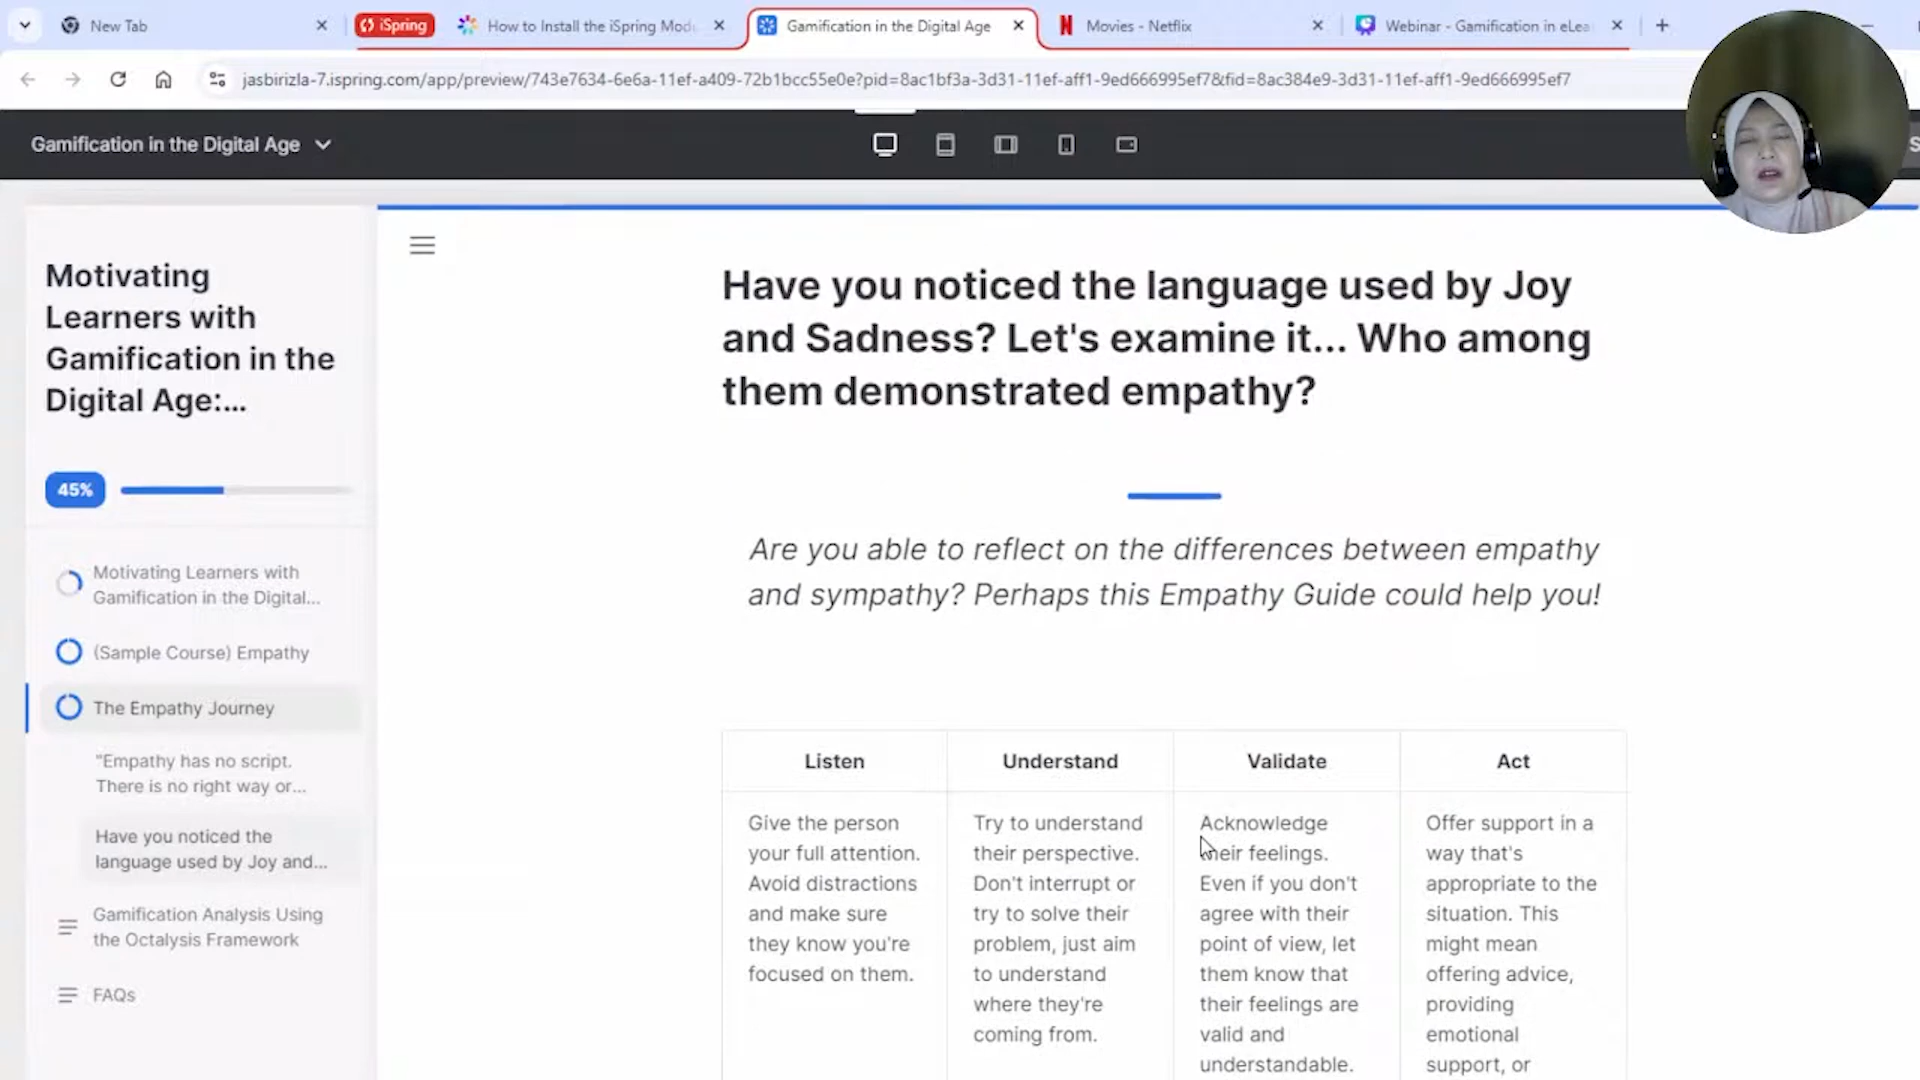 New Tab
iSpring
How to Install the iSpring Mod
Gamification in the Digital Age
Movies - Netflix
Webinar - Gamification in eLea
jasbirizla-7.ispring.com/app/preview/743e7634-6e6a-11ef-a409-72b1bcc55e0e?pid=8ac1bf3a-3d31-11ef-aff1-9ed666995ef7&fid=8ac384e9-3d31-11ef-aff1-9ed666995ef7
Gamification in the Digital Age
S
Motivating
Learners with
Gamification in the
Digital Age:...
45%
Motivating Learners with
Gamification in the Digital...
(Sample Course) Empathy
The Empathy Journey
"Empathy has no script.
There is no right way or...
Have you noticed the
language used by Joy and...
Gamification Analysis Using
the Octalysis Framework
FAQs
Have you noticed the language used by Joy
and Sadness? Let's examine it... Who among
them demonstrated empathy?
Are you able to reflect on the differences between empathy
and sympathy? Perhaps this Empathy Guide could help you!
Listen
Give the person
your full attention.
Avoid distractions
and make sure
they know you're
focused on them.
Understand
Try to understand
their perspective.
Don't interrupt or
try to solve their
problem, just aim
to understand
where they're
coming from.
Validate
Acknowledge
their feelings.
Even if you don't
agree with their
point of view, let
them know that
their feelings are
valid and
understandable.
Act
Offer support in a
way that's
appropriate to the
situation. This
might mean
offering advice,
providing
emotional
support, or